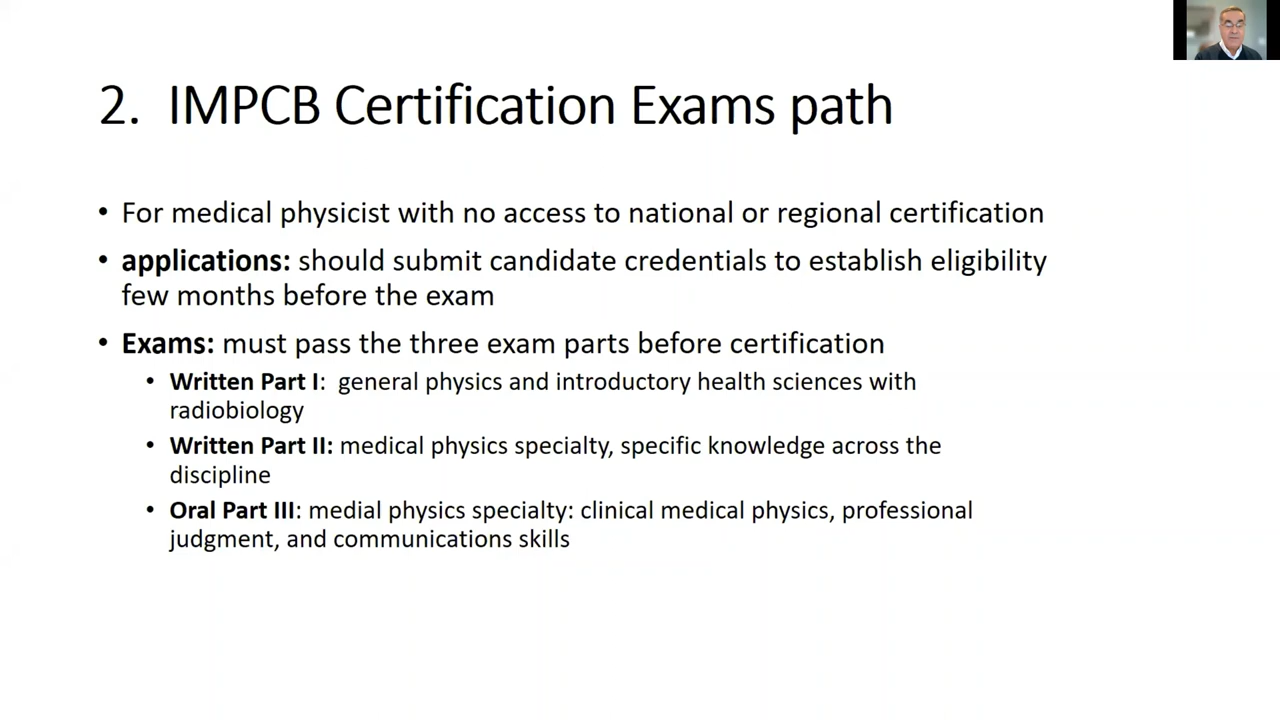 2. IMPCB Certification Exams path
• For medical physicist with no access to national or regional certification
• applications: should submit candidate credentials to establish eligibility
few months before the exam
• Exams: must pass the three exam parts before certification
• Written Part I: general physics and introductory health sciences with
radiobiology
• Written Part II: medical physics specialty, specific knowledge across the
discipline
• Oral Part III: medial physics specialty: clinical medical physics, professional
judgment, and communications skills